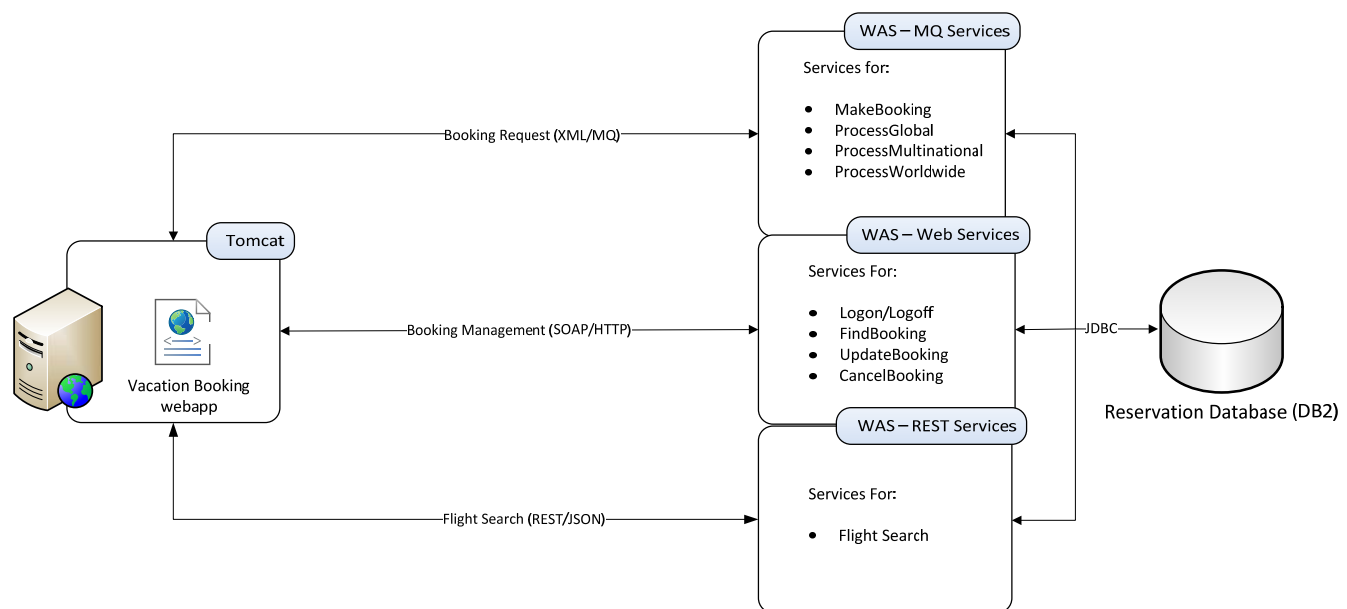 WAS – MQ Services
Services for:
• MakeBooking
• ProcessGlobal
• ProcessMultinational
• ProcessWorldwide
Booking Request (XML/MQ)
Tomcat
Vacation Booking
webapp
WAS – Web Services
Services For:
• Logon/Logoff
• FindBooking
• UpdateBooking
• CancelBooking
Booking Management (SOAP/HTTP)
JDBC
Reservation Database (DB2)
WAS – REST Services
Services For:
• Flight Search
Flight Search (REST/JSON)